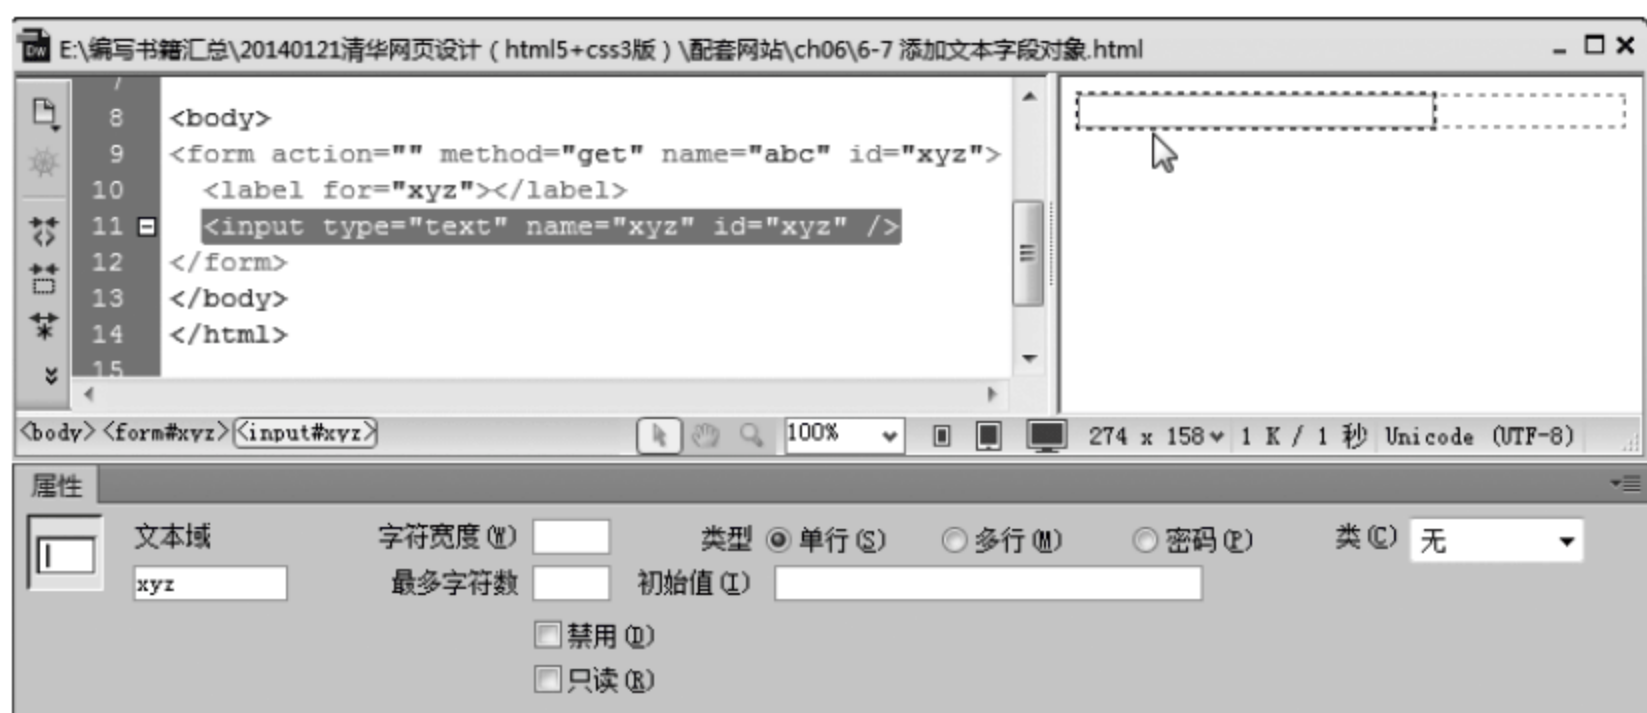 Dw E:\编写书籍汇总\20140121清华网页设计（html5+css3版）\配套网站\ch06\6-7 添加文本字段对象.html
7
8 <body>
9 <form action="" method="get" name="abc" id="xyz">
10 <label for="xyz"></label>
11 <input type="text" name="xyz" id="xyz" />
12 </form>
13 </body>
14 </html>
15
<body> <form#xyz> <input#xyz> 100% 274 x 158 1 K / 1 秒 Unicode (UTF-8)
属性
文本域 字符宽度(W) 类型 单行(S) 多行(M) 密码(P) 类(C) 无
xyz 最多字符数 初始值(I)
禁用(D)
只读(R)